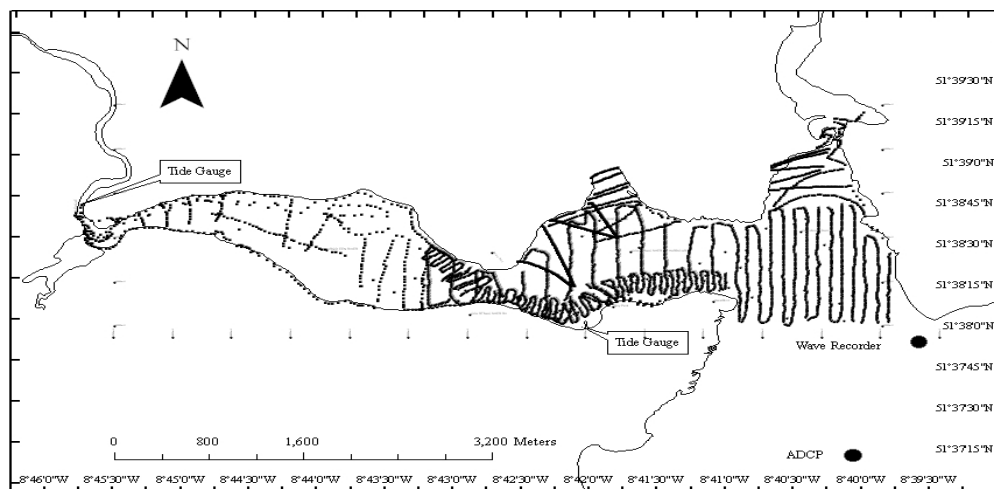 N
51°39'30"N
51°39'15"N
51°39'0"N
51°38'45"N
51°38'30"N
51°38'15"N
51°38'0"N
51°37'45"N
51°37'30"N
51°37'15"N
Tide Gauge
Tide Gauge
Wave Recorder
ADCP
0 800 1,600 3,200 Meters
8°46'0"W 8°45'30"W 8°45'0"W 8°44'30"W 8°44'0"W 8°43'30"W 8°43'0"W 8°42'30"W 8°42'0"W 8°41'30"W 8°41'0"W 8°40'30"W 8°40'0"W 8°39'30"W